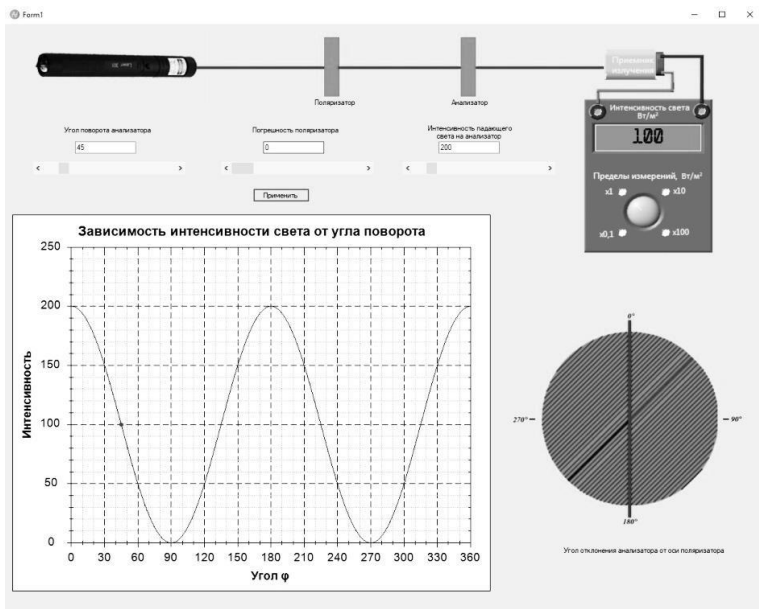 Form1
Поляризатор
Анализатор
Приемник
излучения
Угол поворота анализатора
45
Погрешность поляризатора
0
Интенсивность падающего
света на анализатор
200
Применить
Интенсивность света
Вт/м²
100
Пределы измерений, Вт/м²
x1
x10
x0,1
x100
Зависимость интенсивности света от угла поворота
Интенсивность
250
200
150
100
50
0
0 30 60 90 120 150 180 210 240 270 300 330 360
Угол φ
0°
270°
90°
180°
Угол отклонения анализатора от оси поляризатора